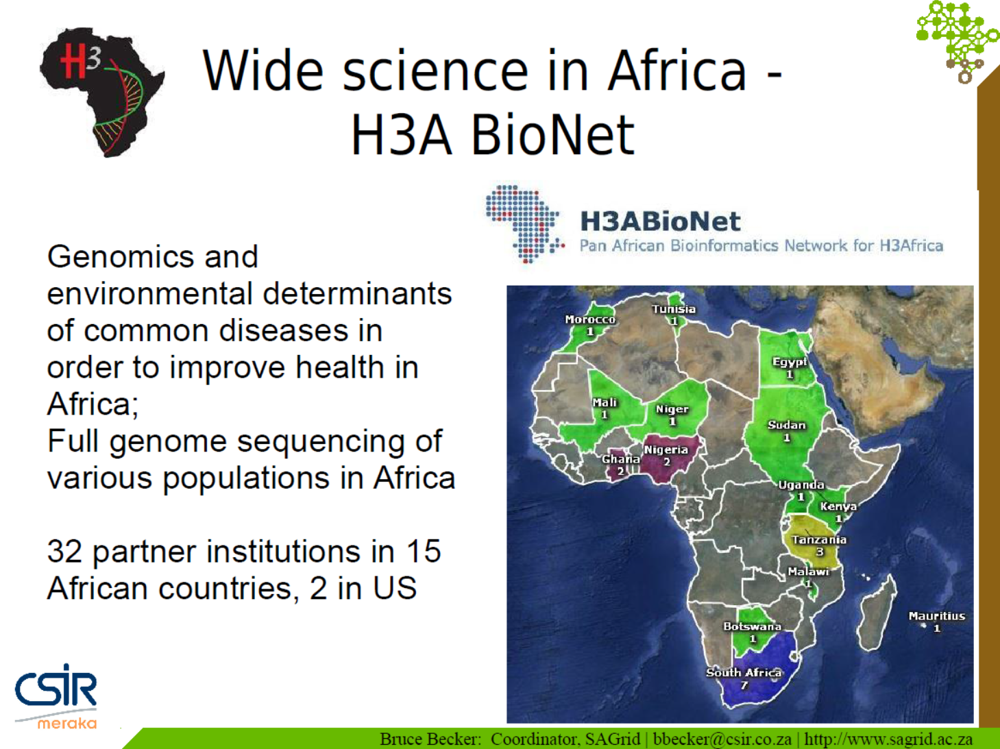 H3
Wide science in Africa -
H3A BioNet
H3ABioNet
Pan African Bioinformatics Network for H3Africa
Genomics and
environmental determinants
of common diseases in
order to improve health in
Africa;
Full genome sequencing of
various populations in Africa
32 partner institutions in 15
African countries, 2 in US
Tunisia
1
Morocco
1
Egypt
1
Mali
1
Niger
1
Sudan
1
Nigeria
2
Ghana
2
Uganda
1
Kenya
1
Tanzania
3
Malawi
1
Mauritius
1
Botswana
1
South Africa
7
CSIR
meraka
Bruce Becker: Coordinator, SAGrid | bbecker@csir.co.za | http://www.sagrid.ac.za